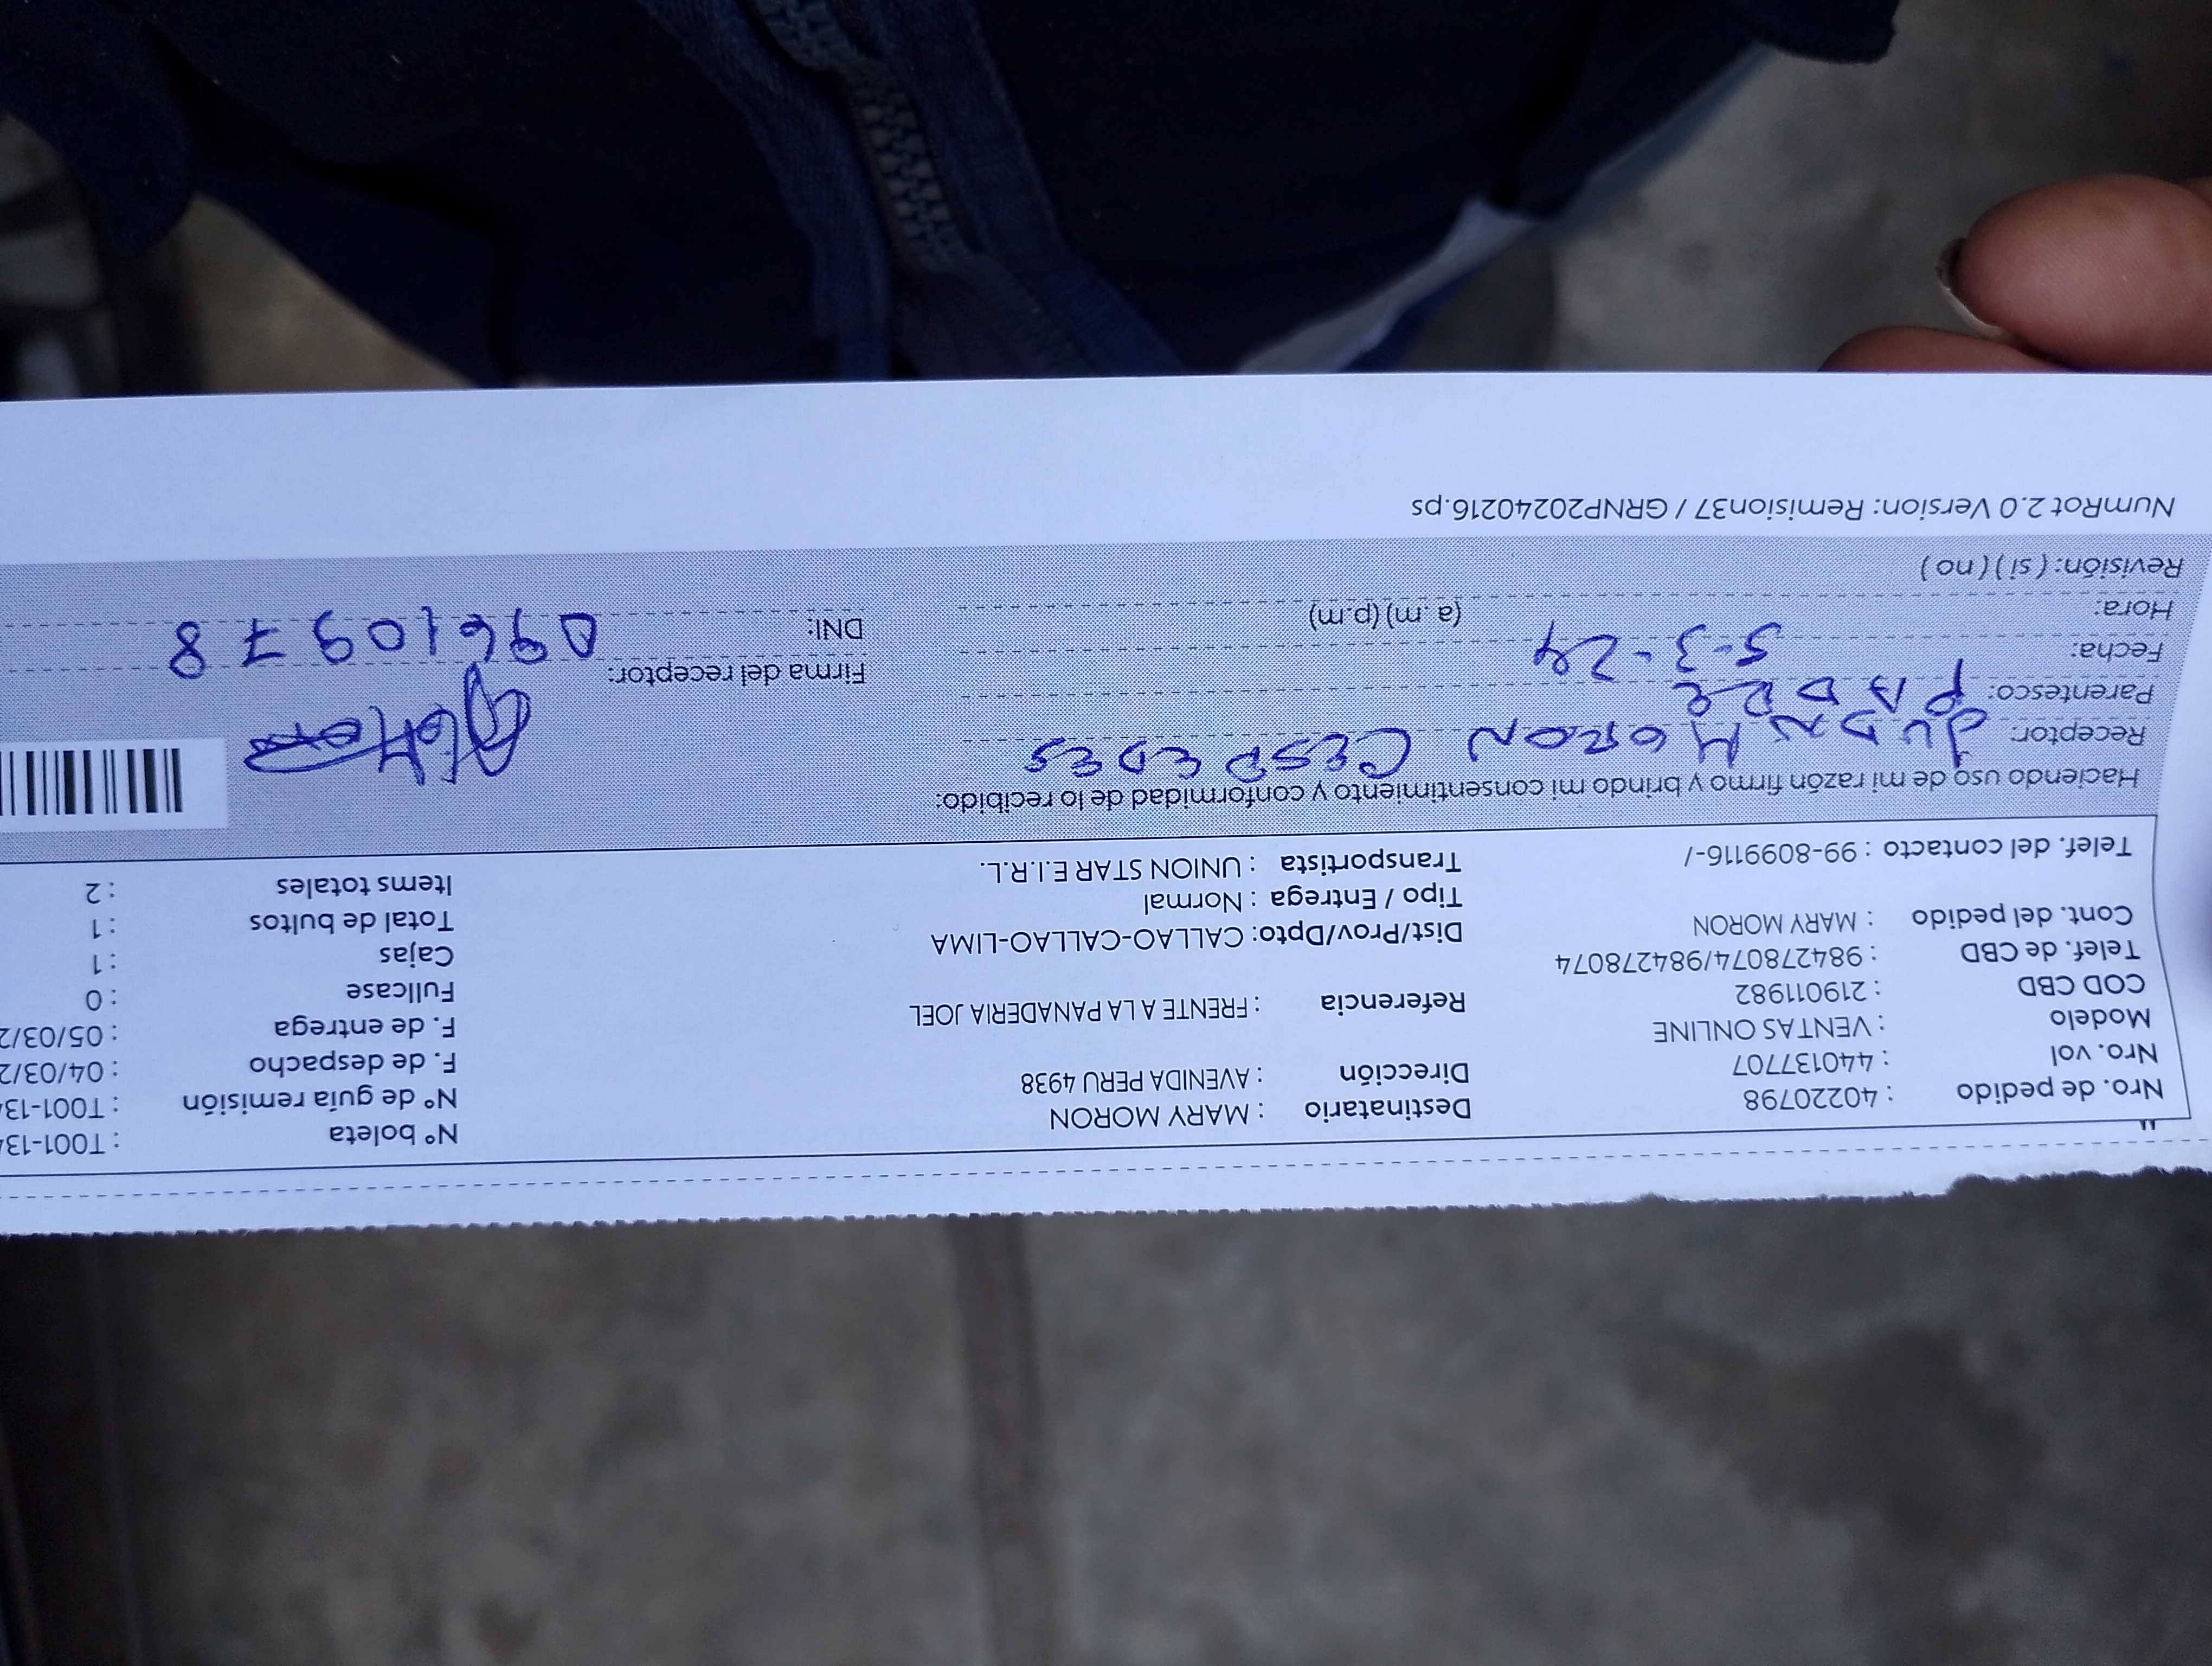 Nro. de pedido : 40220798 Destinatario : MARY MORON Nº boleta : T001-13
Nro. vol : 440137707 Dirección : AVENIDA PERU 4938 Nº de guía remisión : T001-13
Modelo : VENTAS ONLINE F. de despacho : 04/03/2
COD CBD : 219011982 Referencia : FRENTE A LA PANADERIA JOEL F. de entrega : 05/03/2
Telef. de CBD : 984278074/984278074 Fullcase : 0
Cont. del pedido : MARY MORON Dist/Prov/Dpto: CALLAO-CALLAO-LIMA Cajas : 1
Tipo / Entrega : Normal Total de bultos : 1
Telef. del contacto : 99-8099116-/ Transportista : UNION STAR E.I.R.L. Items totales : 2
Haciendo uso de mi razón firmo y brindo mi consentimiento y conformidad de lo recibido:
Receptor: JUAN MORON CESPEDES
Parentesco: PADRE Firma del receptor:
Fecha: 5-3-24 DNI: 09610978
Hora: (a.m) (p.m)
Revisión: ( si ) ( no )
NumRot 2.0 Version: Remision37 / GRNP20240216.ps